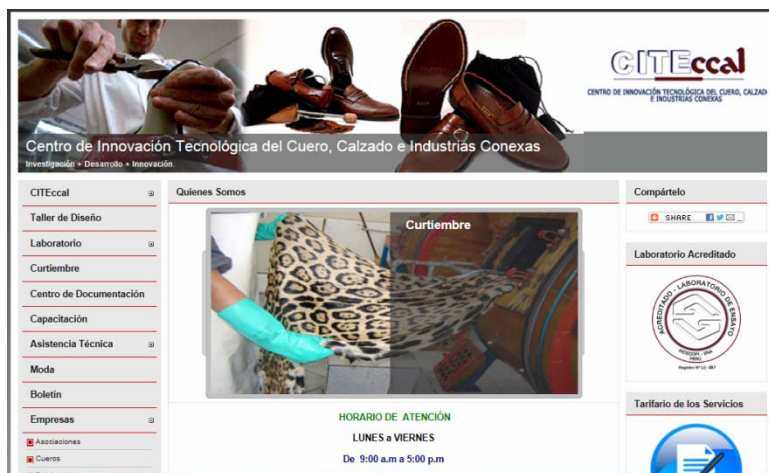 CITEccal
CENTRO DE INNOVACIÓN TECNOLÓGICA DEL CUERO, CALZADO
E INDUSTRIAS CONEXAS
Centro de Innovación Tecnológica del Cuero, Calzado e Industrias Conexas
Investigación + Desarrollo + Innovación.
CITEccal
Taller de Diseño
Laboratorio
Curtiembre
Centro de Documentación
Capacitación
Asistencia Técnica
Moda
Boletín
Empresas
Asociaciones
Cueros
Quienes Somos
Curtiembre
HORARIO DE ATENCIÓN
LUNES a VIERNES
De 9:00 a.m a 5:00 p.m
Compártelo
SHARE
Laboratorio Acreditado
ACREDITADO - LABORATORIO DE ENSAYO
PERÚ
Tarifario de los Servicios